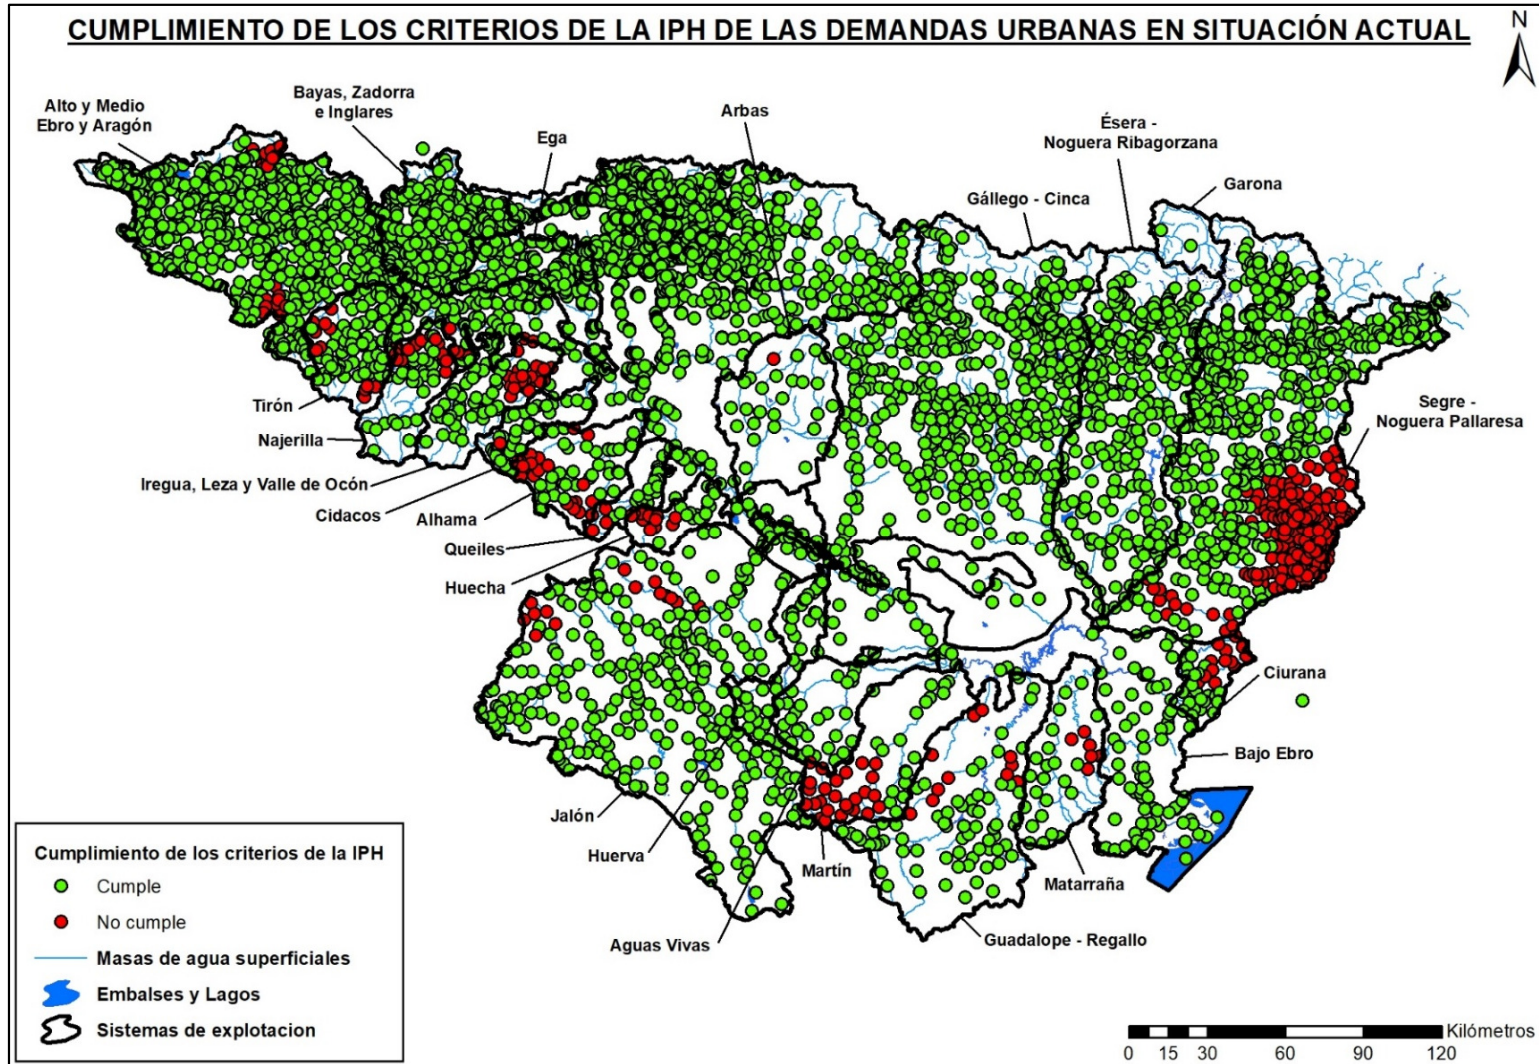 CUMPLIMIENTO DE LOS CRITERIOS DE LA IPH DE LAS DEMANDAS URBANAS EN SITUACIÓN ACTUAL
N
Alto y Medio
Ebro y Aragón
Bayas, Zadorra
e Inglares
Ega
Arbas
Ésera -
Noguera Ribagorzana
Gállego - Cinca
Garona
Segre -
Noguera Pallaresa
Tirón
Najerilla
Iregua, Leza y Valle de Ocón
Cidacos
Alhama
Queiles
Huecha
Ciurana
Bajo Ebro
Jalón
Huerva
Martín
Matarraña
Aguas Vivas
Guadalope - Regallo
Cumplimiento de los criterios de la IPH
Cumple
No cumple
Masas de agua superficiales
Embalses y Lagos
Sistemas de explotacion
Kilómetros
0 15 30 60 90 120